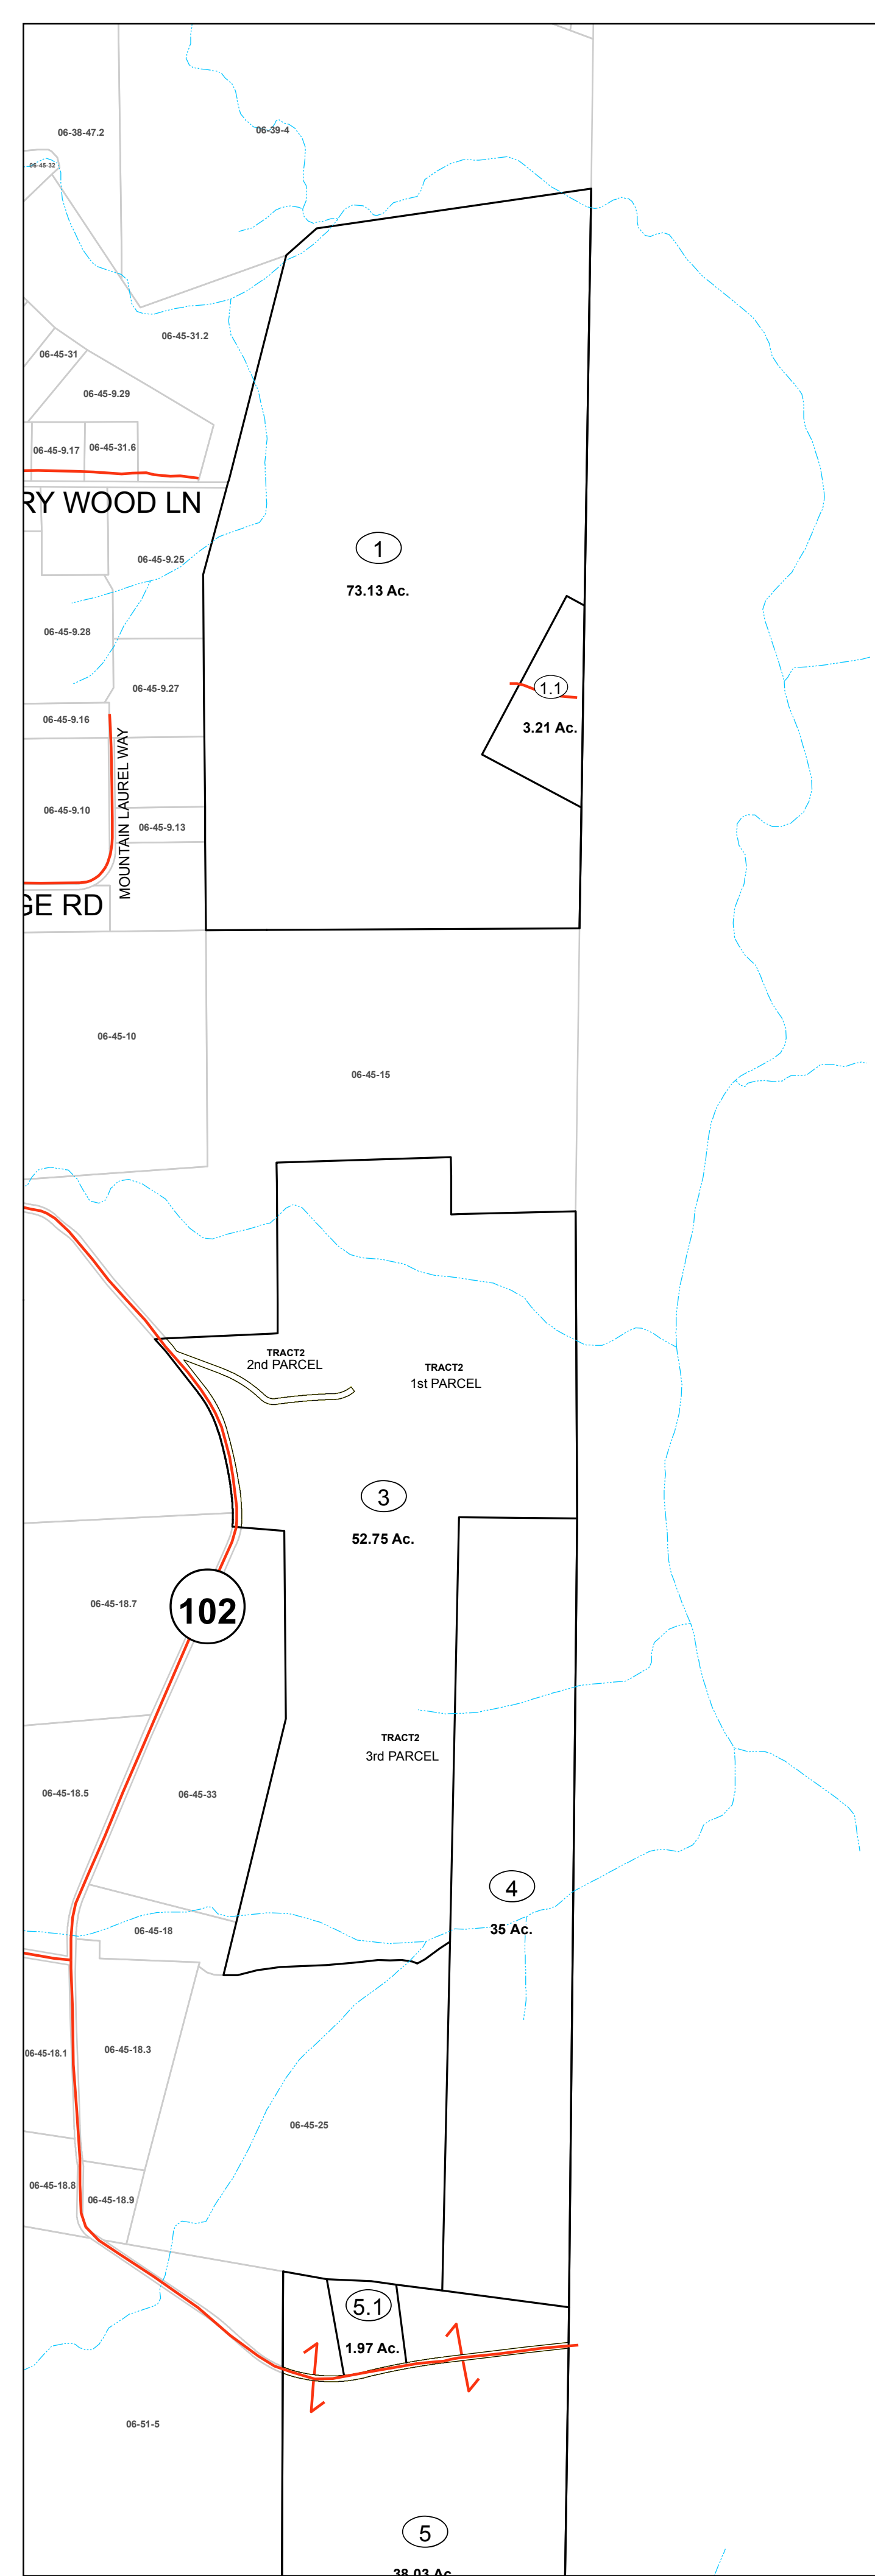 06-38-47.2
06-39-4
06-45-32
06-45-31.2
06-45-31
06-45-9.29
06-45-9.17
06-45-31.6
RY WOOD LN
1
73.13 Ac.
06-45-9.25
06-45-9.28
06-45-9.27
1.1
3.21 Ac.
06-45-9.16
MOUNTAIN LAUREL WAY
06-45-9.10
06-45-9.13
GE RD
06-45-10
06-45-15
TRACT2
2nd PARCEL
TRACT2
1st PARCEL
3
52.75 Ac.
06-45-18.7
102
TRACT2
3rd PARCEL
06-45-18.5
06-45-33
4
35 Ac.
06-45-18
06-45-18.1
06-45-18.3
06-45-25
06-45-18.8
06-45-18.9
5.1
1.97 Ac.
06-51-5
5
38.03 Ac.